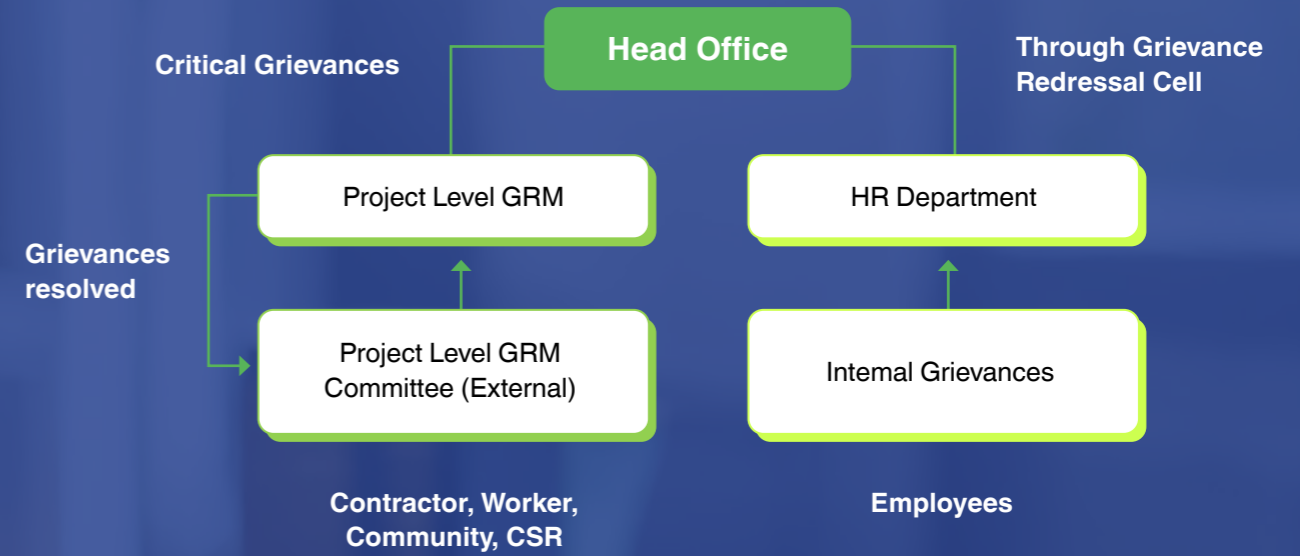 Head Office
Critical Grievances
Through Grievance
Redressal Cell
Project Level GRM
HR Department
Grievances
resolved
Project Level GRM
Committee (External)
Internal Grievances
Contractor, Worker,
Community, CSR
Employees